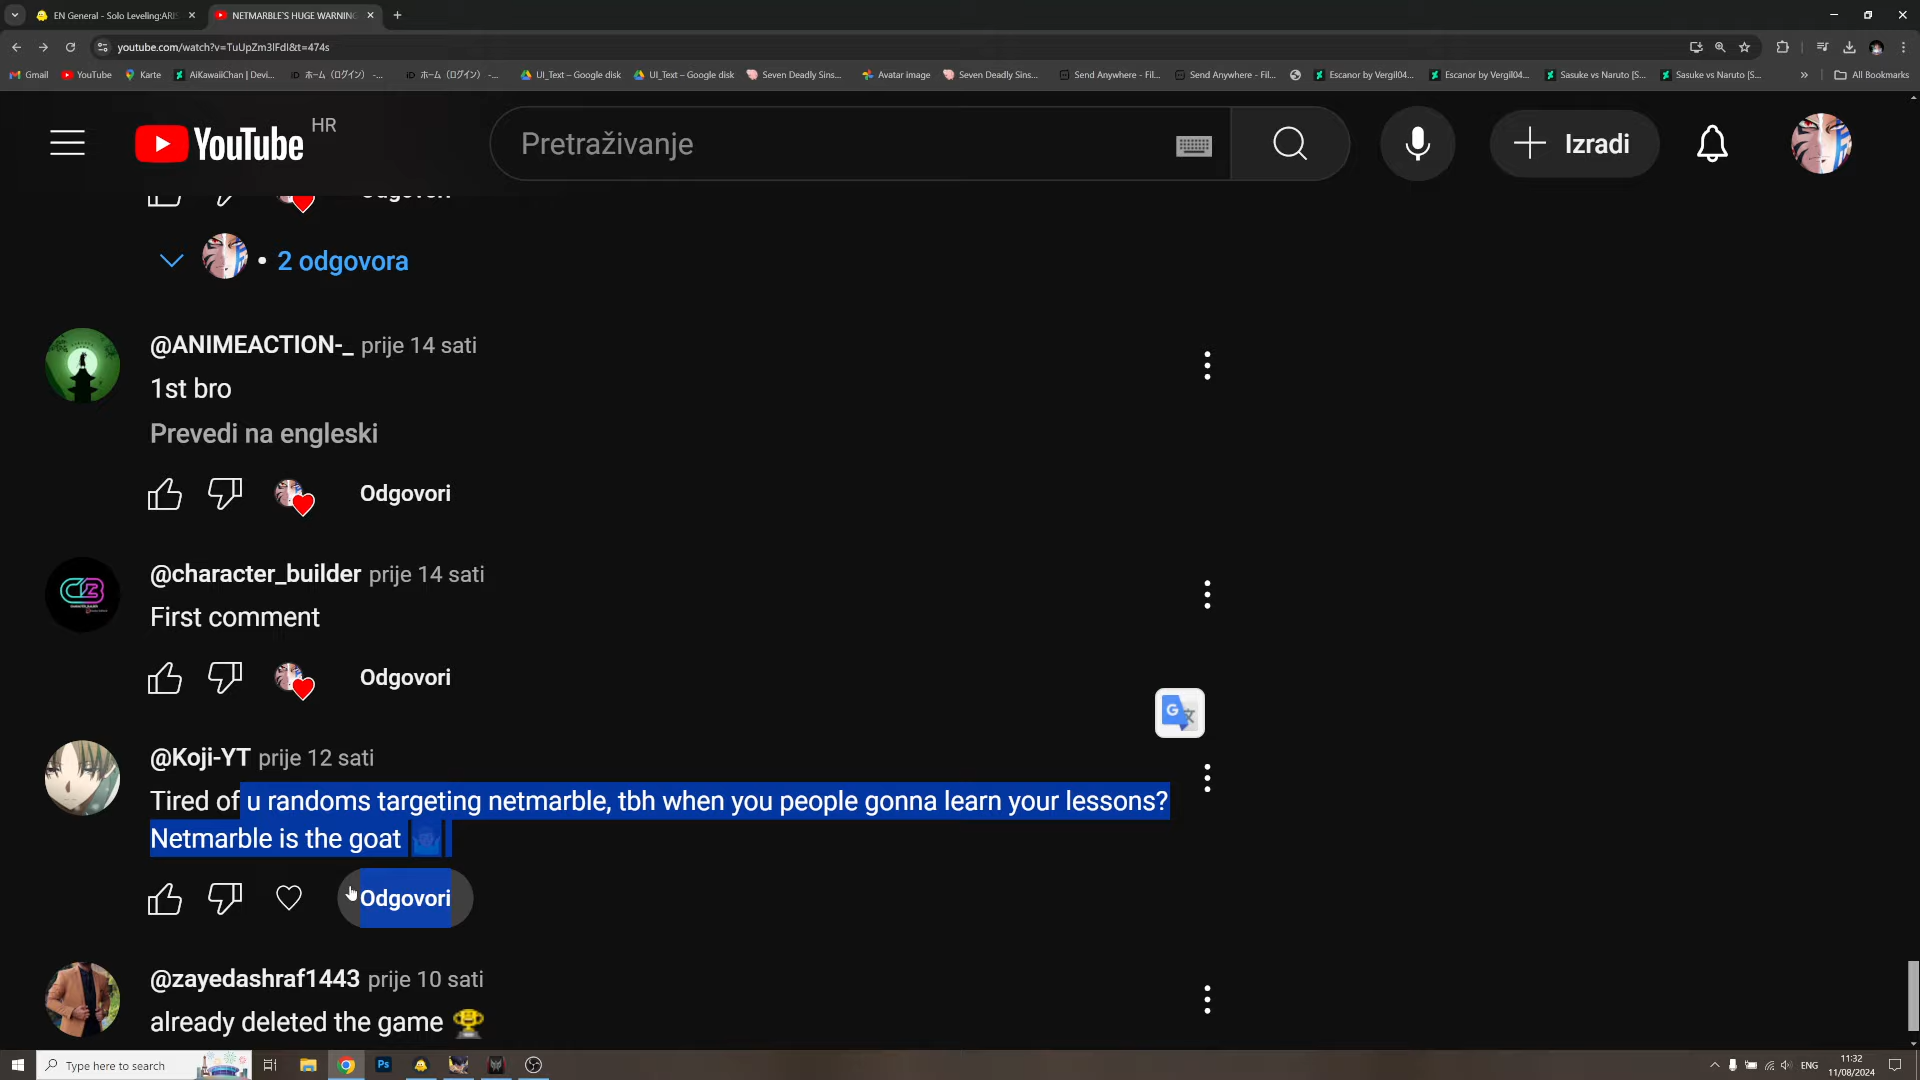 EN General - Solo Leveling:ARIS
NETMARBLE'S HUGE WARNING
youtube.com/watch?v=TuUpZm3lFdI&t=474s
Gmail
YouTube
Karte
AiKawaiiChan | Devi...
ホーム（ログイン） -...
ホーム（ログイン） -...
UI_Text – Google disk
UI_Text – Google disk
Seven Deadly Sins...
Avatar image
Seven Deadly Sins...
Send Anywhere - Fil...
Send Anywhere - Fil...
Escanor by Vergil04...
Escanor by Vergil04...
Sasuke vs Naruto [S...
Sasuke vs Naruto [S...
All Bookmarks
YouTube HR
Pretraživanje
Izradi
2 odgovora
@ANIMEACTION-_ prije 14 sati
1st bro
Prevedi na engleski
Odgovori
@character_builder prije 14 sati
First comment
Odgovori
@Koji-YT prije 12 sati
Tired of u randoms targeting netmarble, tbh when you people gonna learn your lessons?
Netmarble is the goat
Odgovori
@zayedashraf1443 prije 10 sati
already deleted the game 🏆
Type here to search
Ps
ENG
11:32
11/08/2024